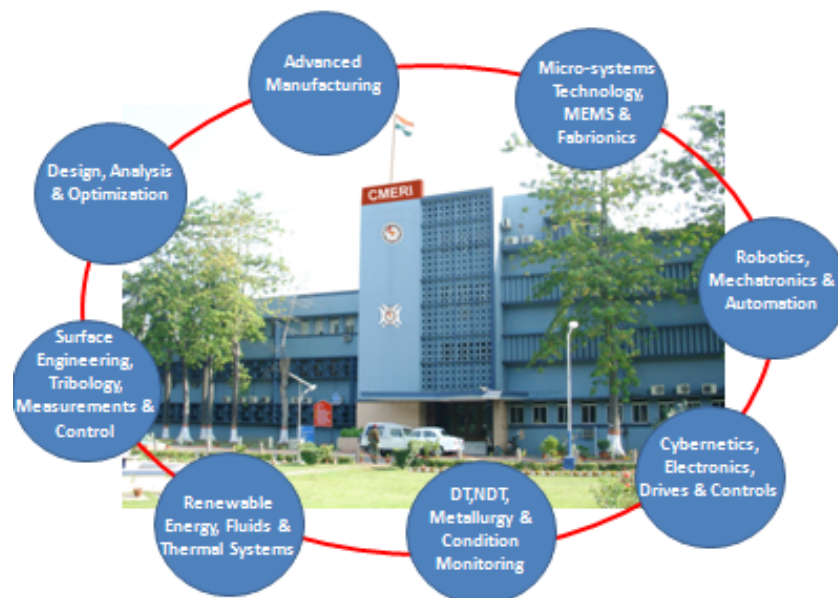 Advanced
Manufacturing
Micro-systems
Technology,
MEMS &
Fabrionics
Design, Analysis
& Optimization
CMERI
Robotics,
Mechatronics &
Automation
Surface
Engineering,
Tribology,
Measurements &
Control
Cybernetics,
Electronics,
Drives & Controls
Renewable
Energy, Fluids &
Thermal Systems
DT,NDT,
Metallurgy &
Condition
Monitoring